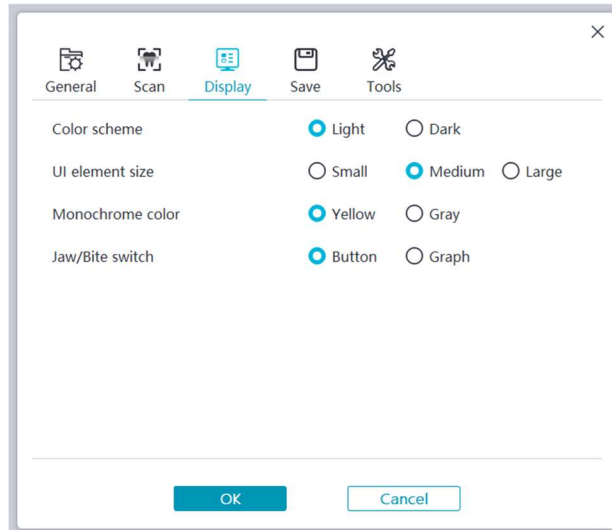 General Scan Display Save Tools
Color scheme Light Dark
UI element size Small Medium Large
Monochrome color Yellow Gray
Jaw/Bite switch Button Graph
OK Cancel